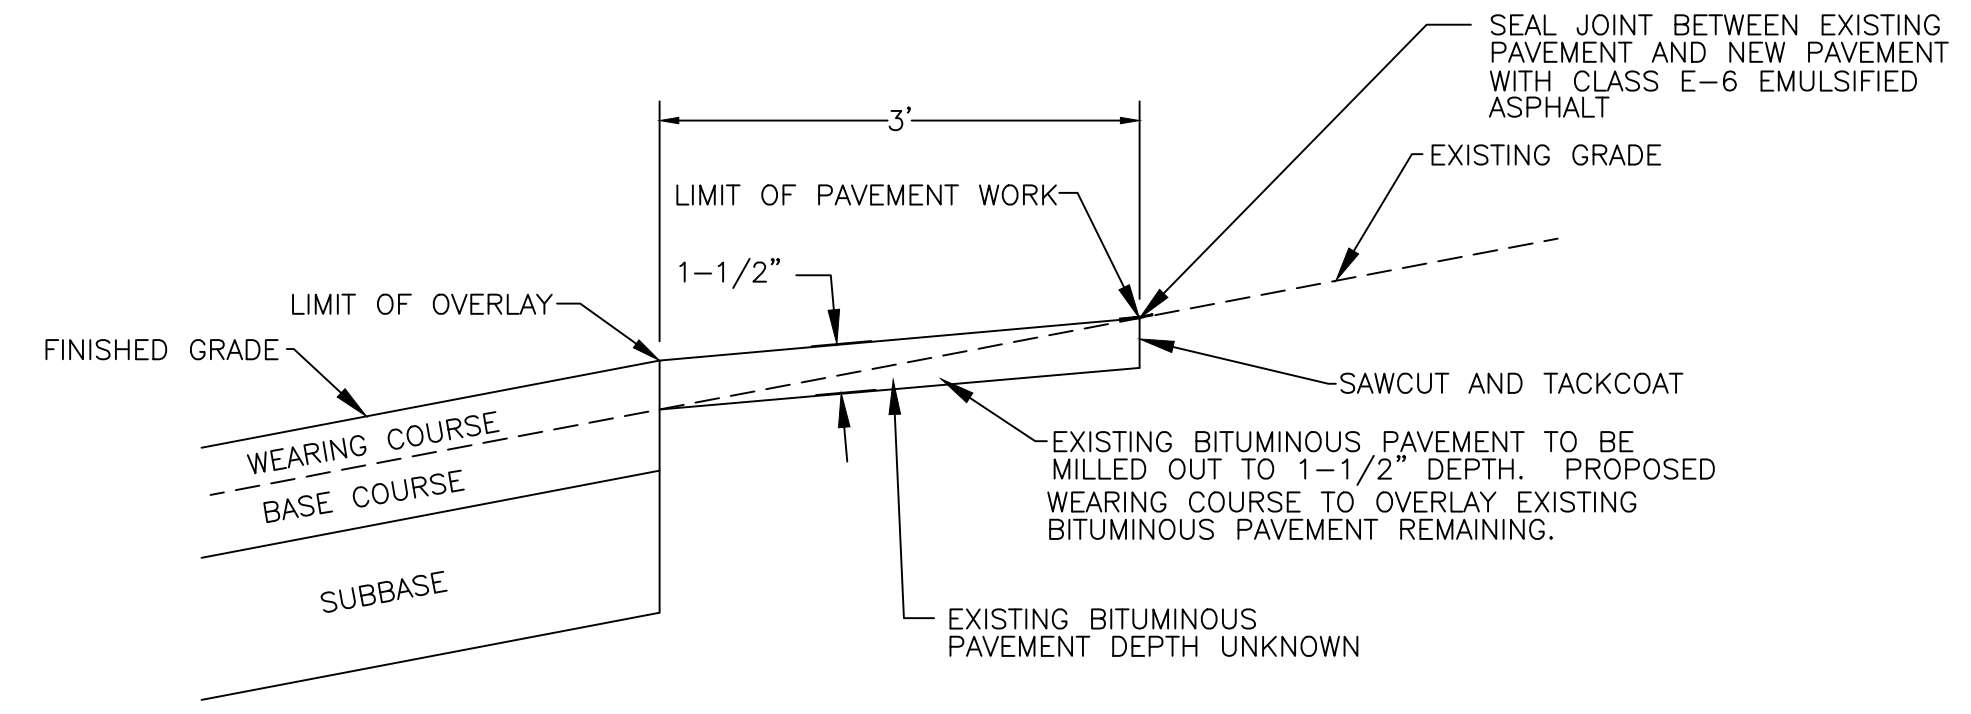 SEAL JOINT BETWEEN EXISTING
PAVEMENT AND NEW PAVEMENT
WITH CLASS E-6 EMULSIFIED
ASPHALT
3'
EXISTING GRADE
LIMIT OF PAVEMENT WORK
1-1/2"
LIMIT OF OVERLAY
FINISHED GRADE
SAWCUT AND TACKCOAT
WEARING COURSE
BASE COURSE
EXISTING BITUMINOUS PAVEMENT TO BE
MILLED OUT TO 1-1/2" DEPTH. PROPOSED
WEARING COURSE TO OVERLAY EXISTING
BITUMINOUS PAVEMENT REMAINING.
SUBBASE
EXISTING BITUMINOUS
PAVEMENT DEPTH UNKNOWN